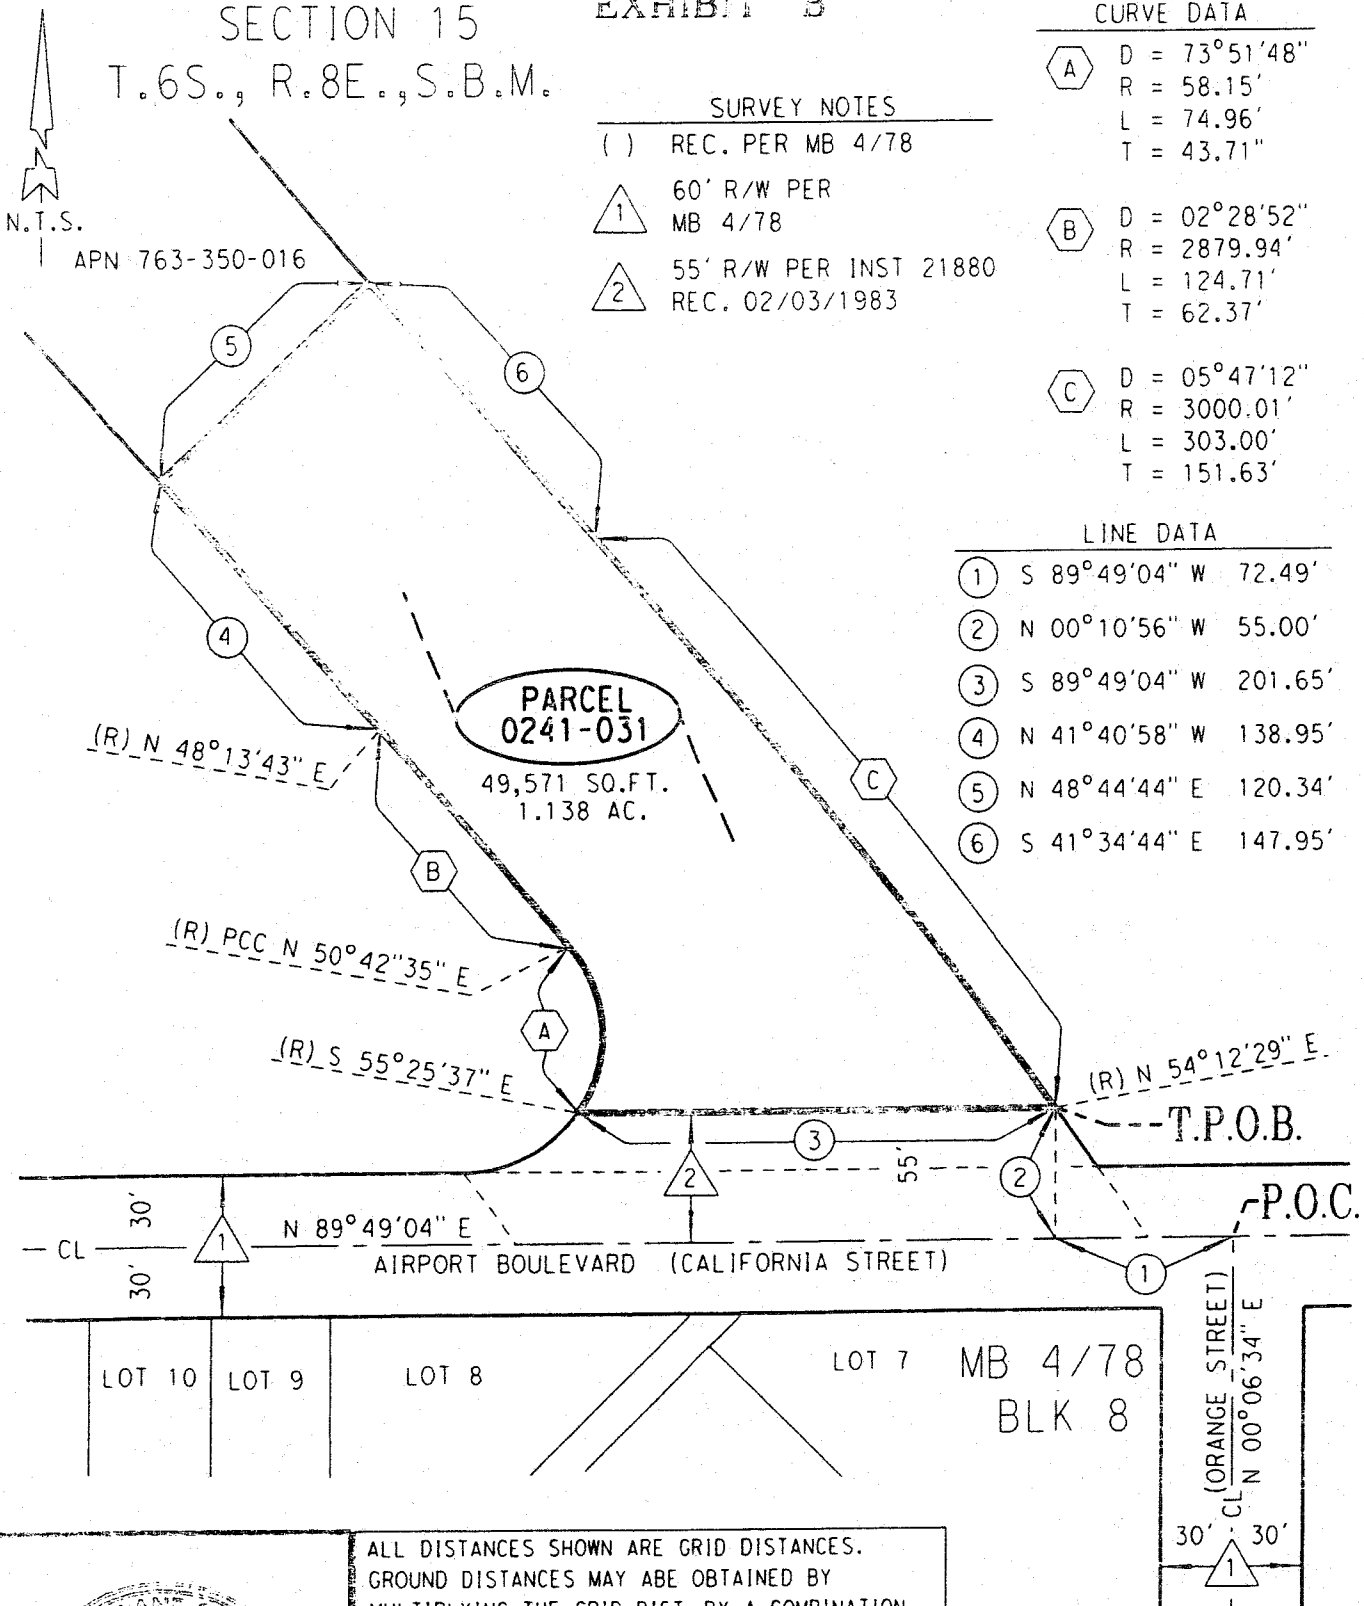 SECTION 15
T.6S., R.8E.,S.B.M.
EXHIBIT B
N.T.S.
APN 763-350-016
SURVEY NOTES
( ) REC. PER MB 4/78
1 60' R/W PER
MB 4/78
2 55' R/W PER INST 21880
REC. 02/03/1983
CURVE DATA
A D = 73°51'48"
R = 58.15'
L = 74.96'
T = 43.71"
B D = 02°28'52"
R = 2879.94'
L = 124.71'
T = 62.37'
C D = 05°47'12"
R = 3000.01'
L = 303.00'
T = 151.63'
LINE DATA
1 S 89°49'04" W 72.49'
2 N 00°10'56" W 55.00'
3 S 89°49'04" W 201.65'
4 N 41°40'58" W 138.95'
5 N 48°44'44" E 120.34'
6 S 41°34'44" E 147.95'
5
6
4
PARCEL
0241-031
49,571 SQ.FT.
1.138 AC.
(R) N 48°13'43" E
C
B
(R) PCC N 50°42"35" E
A
(R) S 55°25'37" E
(R) N 54°12'29" E
T.P.O.B.
3
2
55'
2
P.O.C.
30'
1
N 89°49'04" E
CL
30'
AIRPORT BOULEVARD (CALIFORNIA STREET)
1
LOT 10
LOT 9
LOT 8
LOT 7
MB 4/78
BLK 8
(ORANGE STREET)
CL N 00°06'34" E
30' 30'
1
ALL DISTANCES SHOWN ARE GRID DISTANCES.
GROUND DISTANCES MAY ABE OBTAINED BY
MULTIPLYING THE GRID DIST. BY A COMBINATION